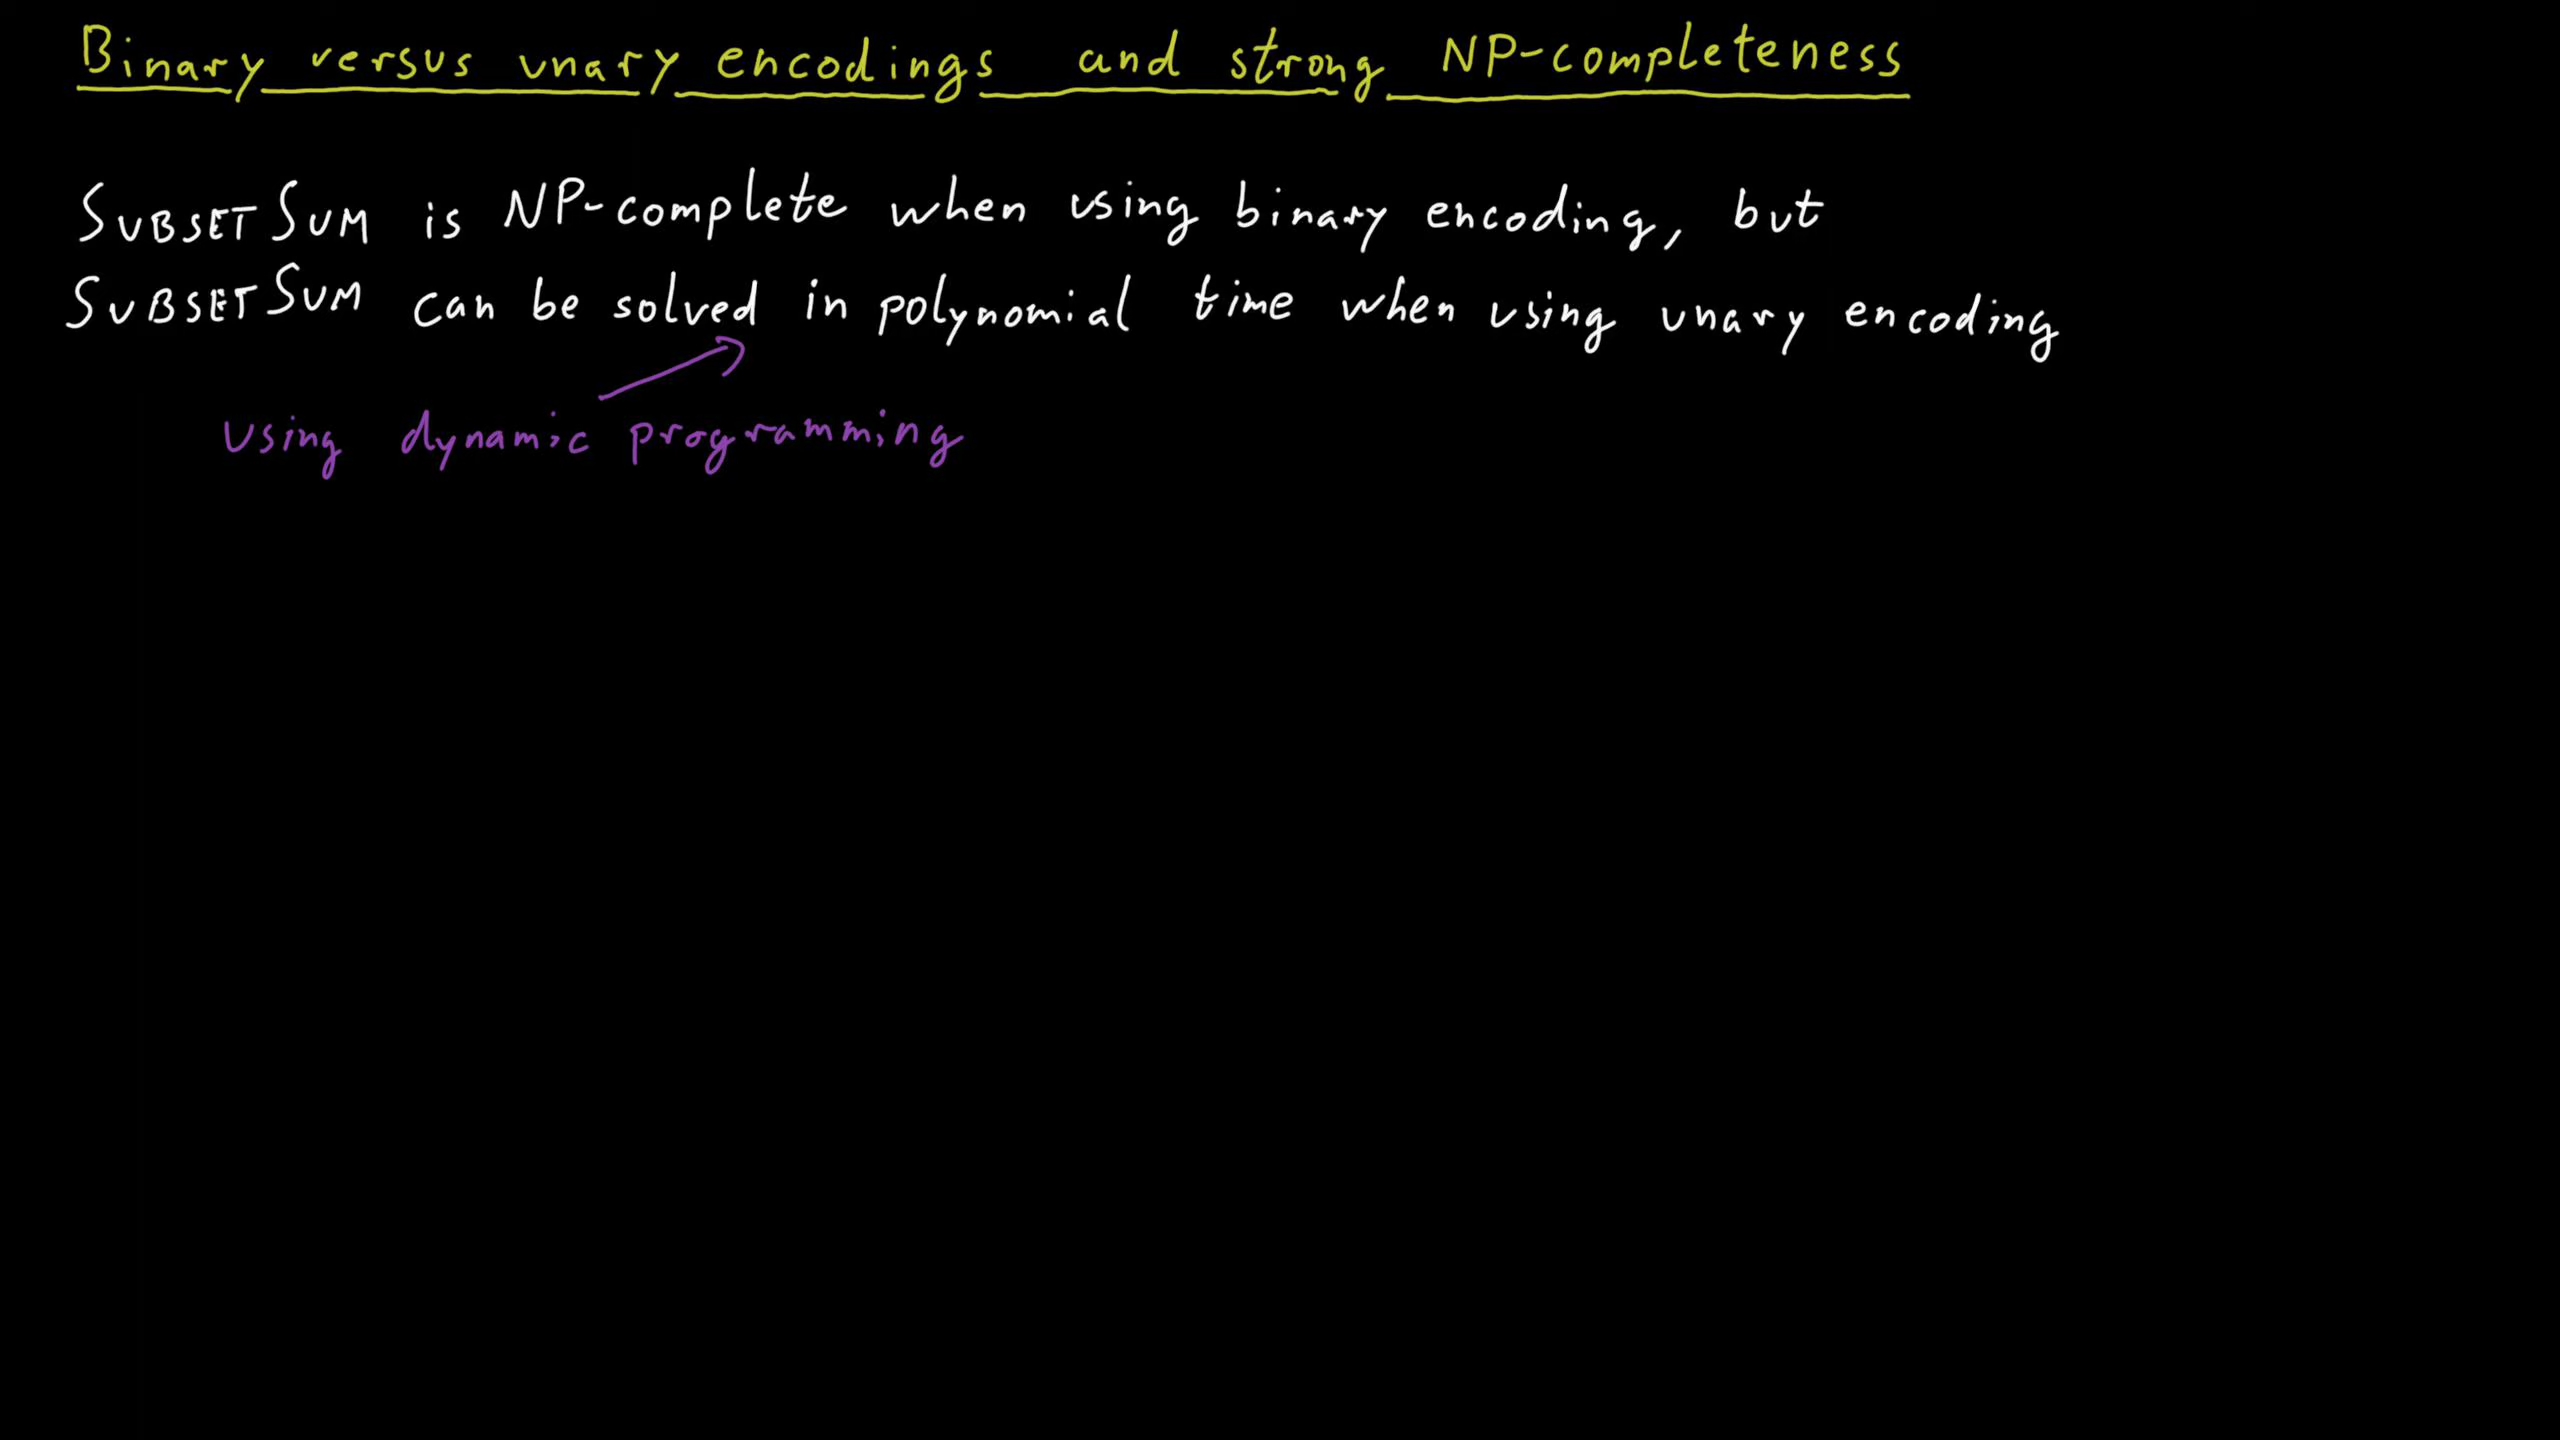 Binary versus unary encodings and strong NP-completeness
SUBSETSUM is NP-complete when using binary encoding, but
SUBSETSUM can be solved in polynomial time when using unary encoding
using dynamic programming